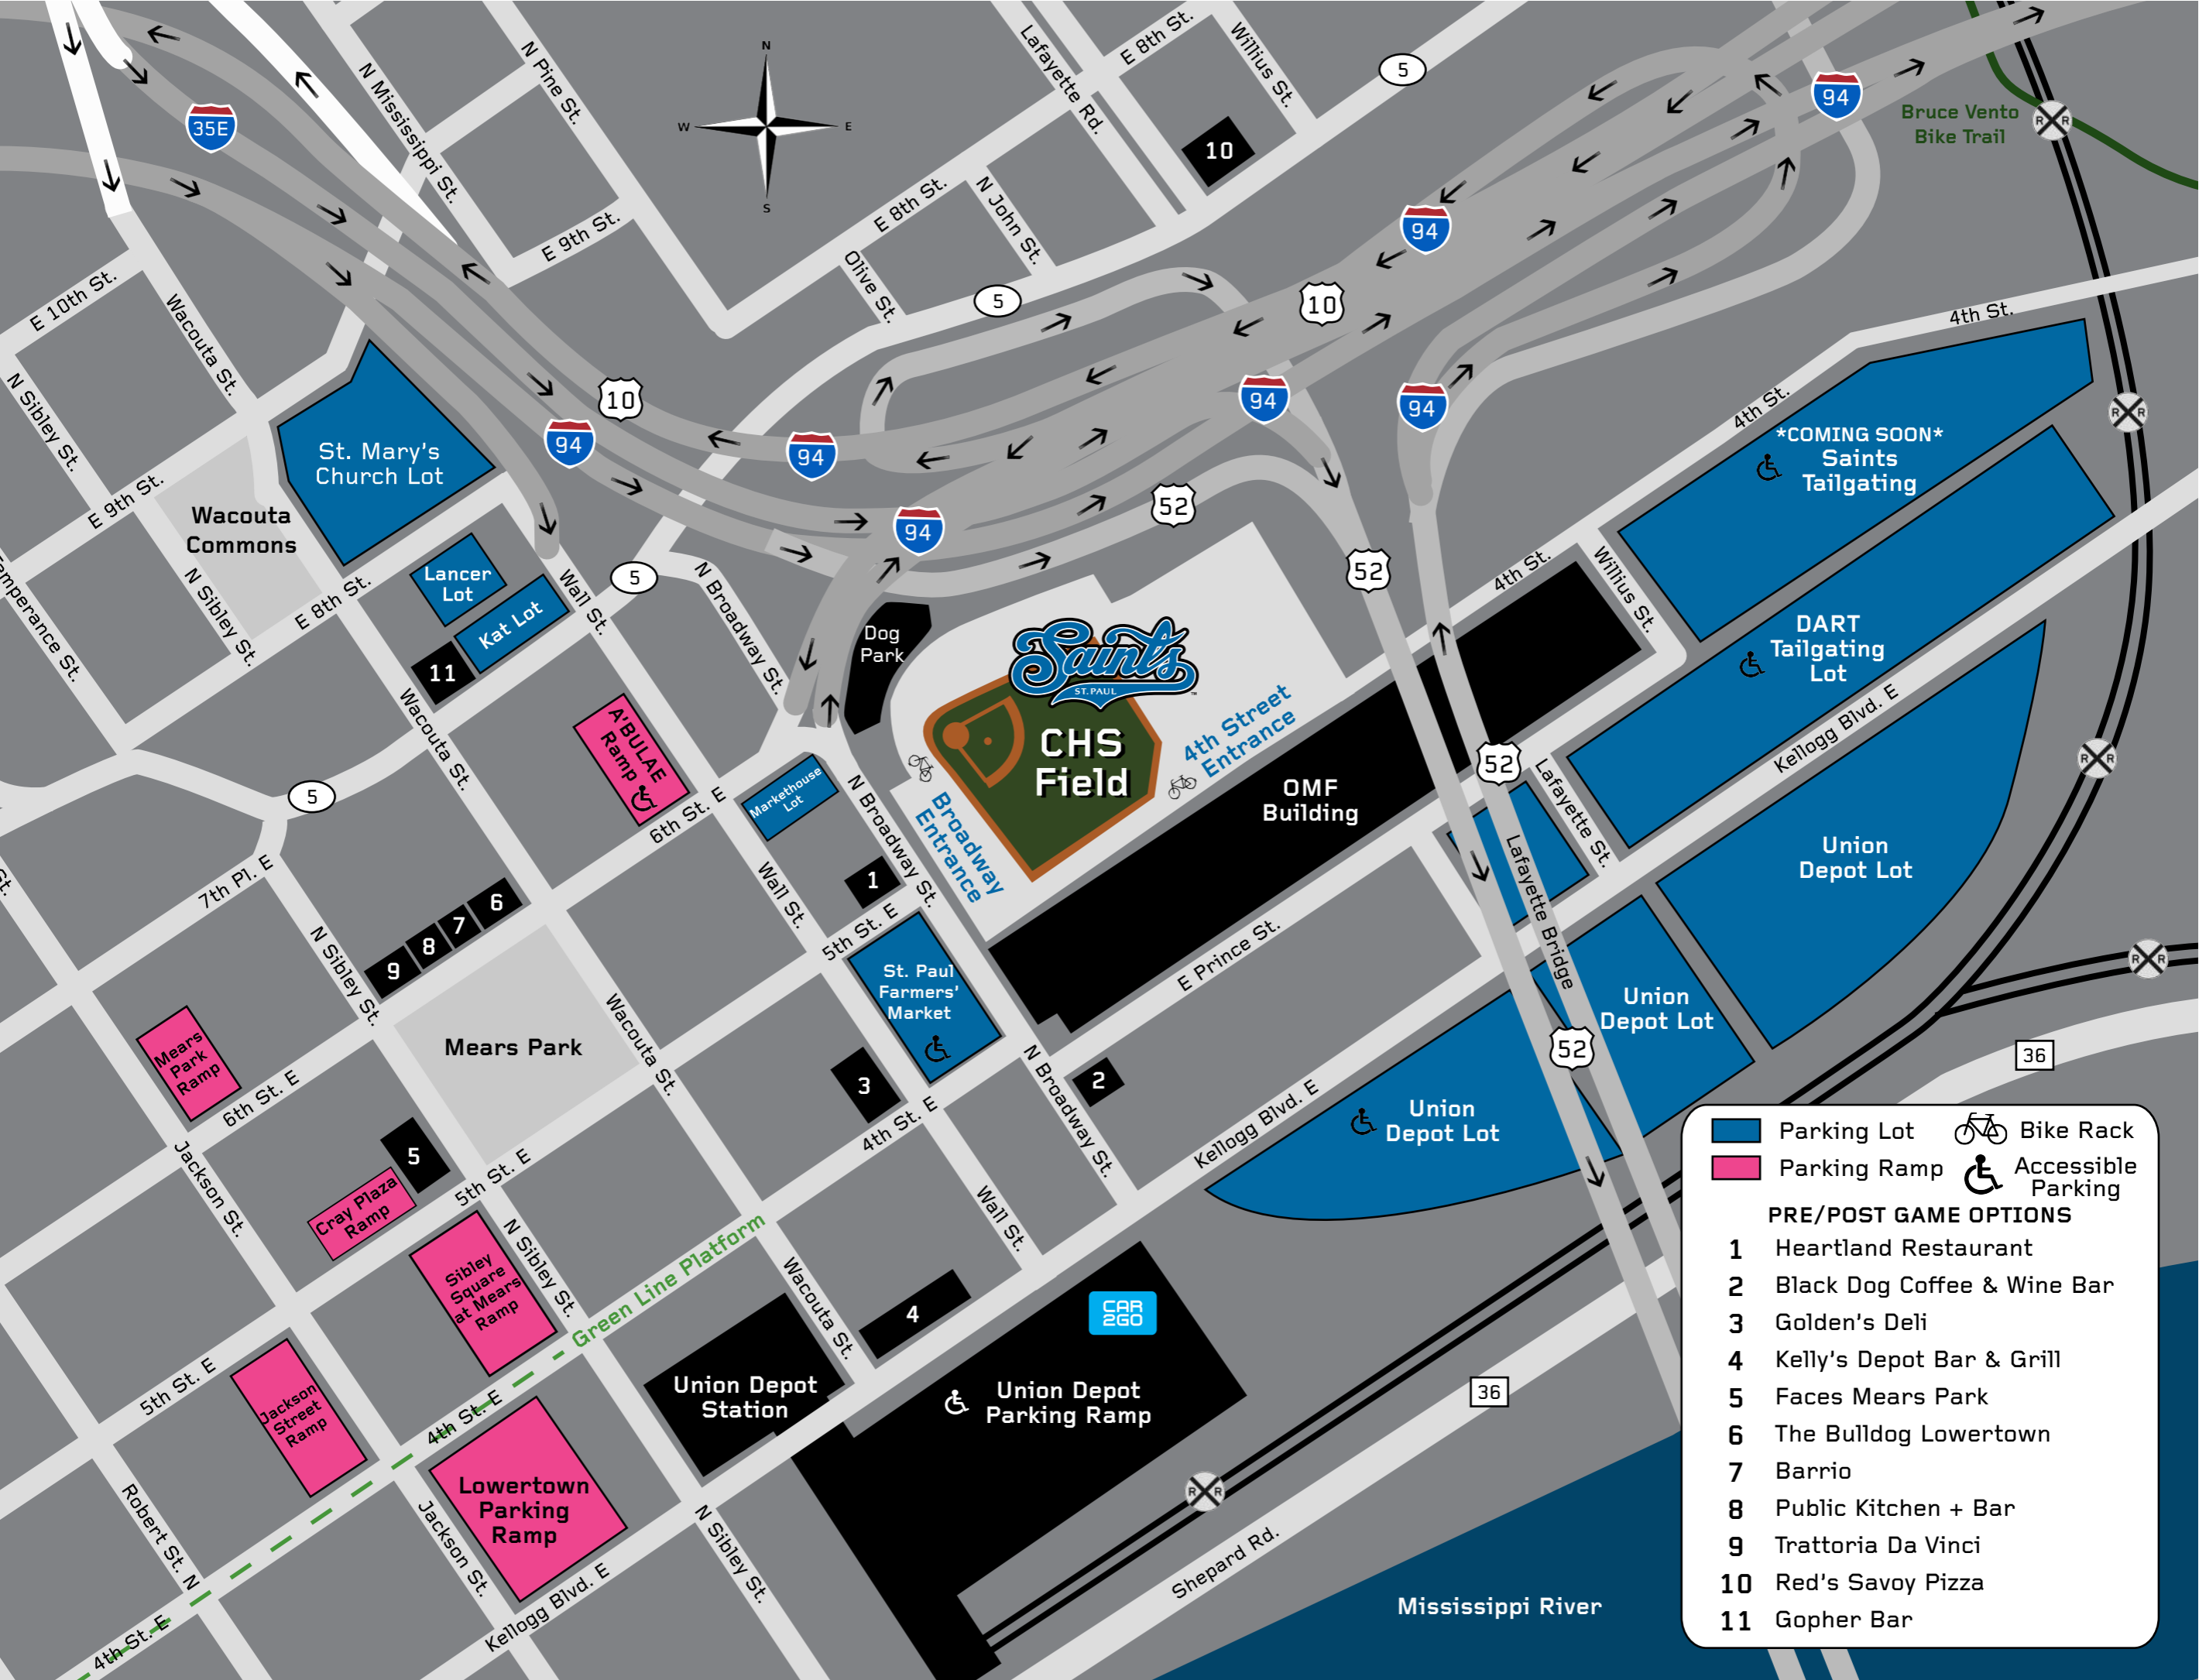 N
W
E
S
35E
N Mississippi St.
N Pine St.
Lafayette Rd.
E 8th St.
Willius St.
5
10
94
Bruce Vento
Bike Trail
R R
E 9th St.
E 8th St.
N John St.
Olive St.
5
94
10
E 10th St.
Wacouta St.
N Sibley St.
10
94
94
94
94
4th St.
4th St.
R R
*COMING SOON*
Saints
Tailgating
St. Mary's
Church Lot
E 9th St.
Wacouta
Commons
N Sibley St.
E 8th St.
94
52
52
4th St.
Willius St.
Lancer
Lot
Kat Lot
11
Wall St.
5
N Broadway St.
Dog
Park
Saints
ST. PAUL
™
CHS
Field
4th Street
Entrance
Broadway
Entrance
DART
Tailgating
Lot
Kellogg Blvd. E
Wacouta St.
A'BULAE
Ramp
6th St. E
Markethouse
Lot
N Broadway St.
OMF
Building
52
Lafayette St.
R R
Union
Depot Lot
5
7th Pl. E
6
7
8
9
N Sibley St.
Wall St.
1
5th St. E
St. Paul
Farmers'
Market
E Prince St.
Lafayette Bridge
R R
Union
Depot Lot
Mears
Park
Ramp
6th St. E
Mears Park
Wacouta St.
3
4th St. E
2
N Broadway St.
Kellogg Blvd. E
Union
Depot Lot
52
36
Jackson St.
5
Cray Plaza
Ramp
5th St. E
Sibley
Square
at Mears
Ramp
N Sibley St.
Green Line Platform
Wacouta St.
Wall St.
4
CAR
2GO
Union Depot
Station
Union Depot
Parking Ramp
36
R R
5th St. E
Jackson
Street
Ramp
4th St. E
Lowertown
Parking
Ramp
Robert St. N
Jackson St.
Kellogg Blvd. E
N Sibley St.
4th St. E
Shepard Rd.
Mississippi River
Parking Lot
Bike Rack
Parking Ramp
Accessible
Parking
PRE/POST GAME OPTIONS
1 Heartland Restaurant
2 Black Dog Coffee & Wine Bar
3 Golden's Deli
4 Kelly's Depot Bar & Grill
5 Faces Mears Park
6 The Bulldog Lowertown
7 Barrio
8 Public Kitchen + Bar
9 Trattoria Da Vinci
10 Red's Savoy Pizza
11 Gopher Bar